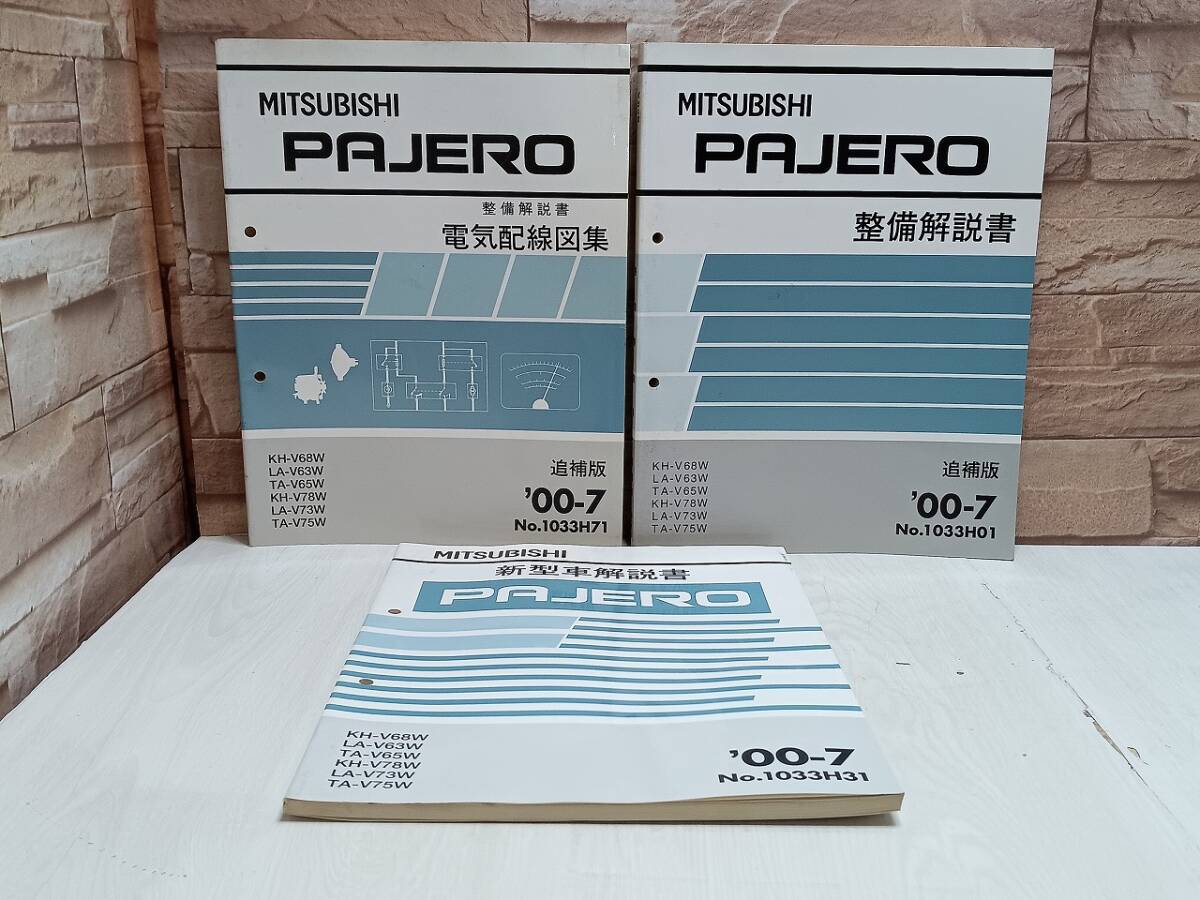 MITSUBISHI
PAJERO
整備解説書
電気配線図集
KH-V68W
LA-V63W
TA-V65W
KH-V78W
LA-V73W
TA-V75W
追補版
'00-7
No.1033H71
MITSUBISHI
PAJERO
整備解説書
KH-V68W
LA-V63W
TA-V65W
KH-V78W
LA-V73W
TA-V75W
追補版
'00-7
No.1033H01
MITSUBISHI
新型車解説書
PAJERO
KH-V68W
LA-V63W
TA-V65W
KH-V78W
LA-V73W
TA-V75W
'00-7
No.1033H31